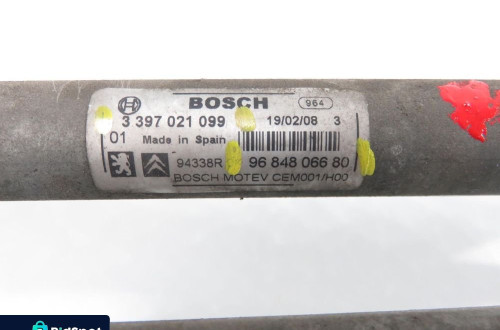 BOSCH 964
3 397 021 099 19/02/08 3
01 Made in Spain
94338R 96 848 066 80
BOSCH MOTEV CEM001/H00
BidSpot